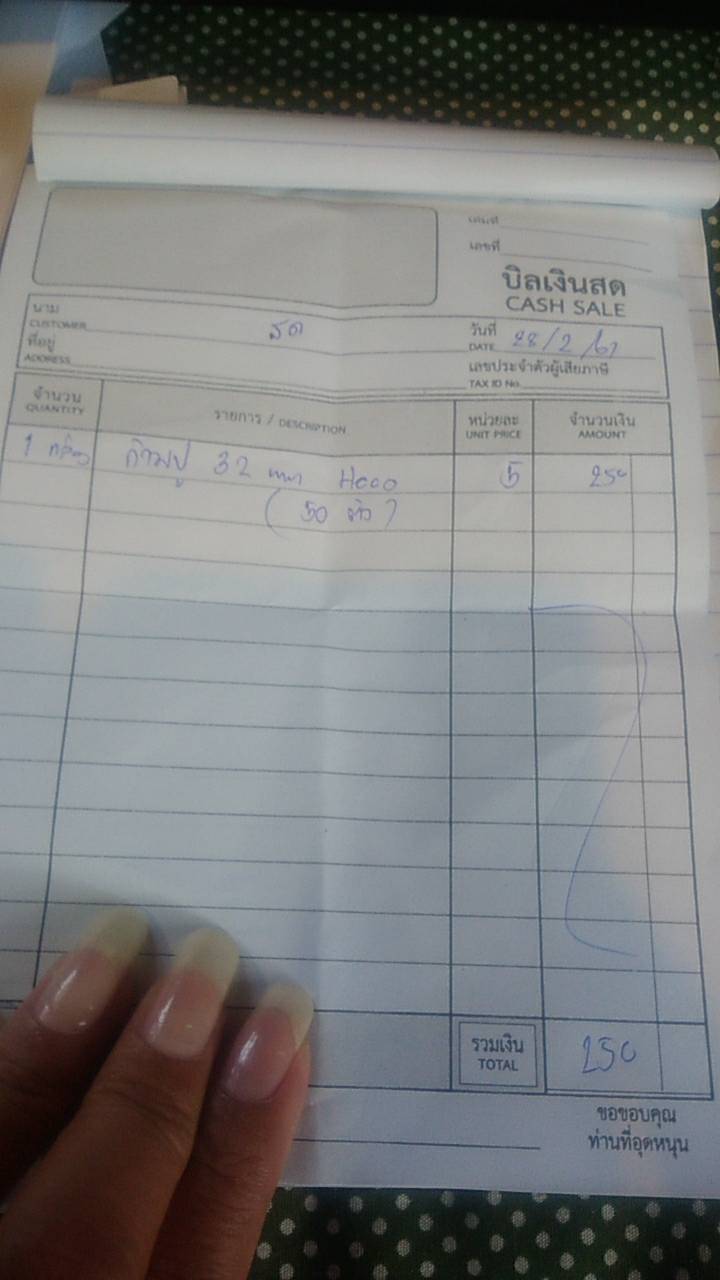 เล่มที่
เลขที่
บิลเงินสด
CASH SALE
นาม
CUSTOMER
สด
วันที่
DATE 28/2/61
ที่อยู่
ADDRESS
เลขประจำตัวผู้เสียภาษี
TAX ID No.
จำนวน
QUANTITY
รายการ / DESCRIPTION
หน่วยละ
UNIT PRICE
จำนวนเงิน
AMOUNT
1 กล่อง ก้ามปู 32 มม 5 250
(50 ตัว)
รวมเงิน
TOTAL
250
ขอขอบคุณ
ท่านที่อุดหนุน